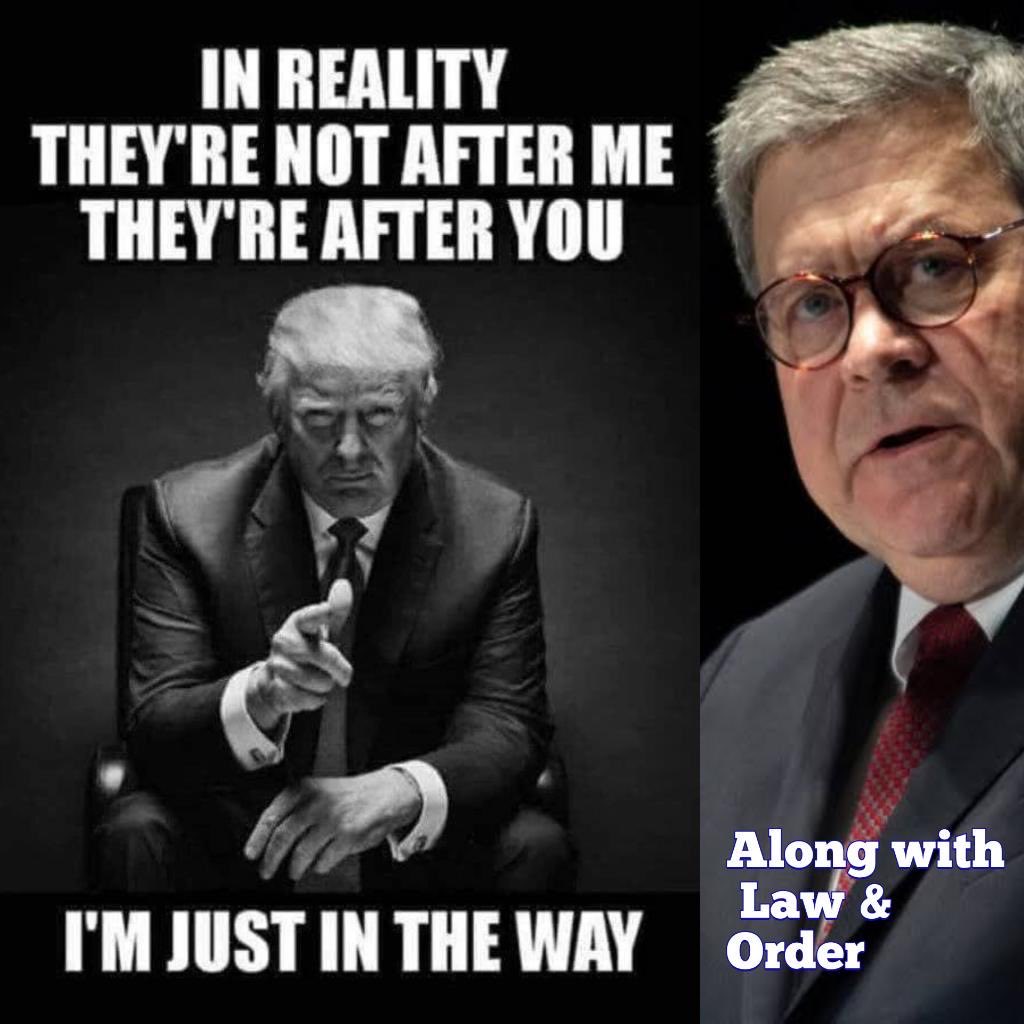 IN REALITY
THEY'RE NOT AFTER ME
THEY'RE AFTER YOU
I'M JUST IN THE WAY
Along with
Law &
Order